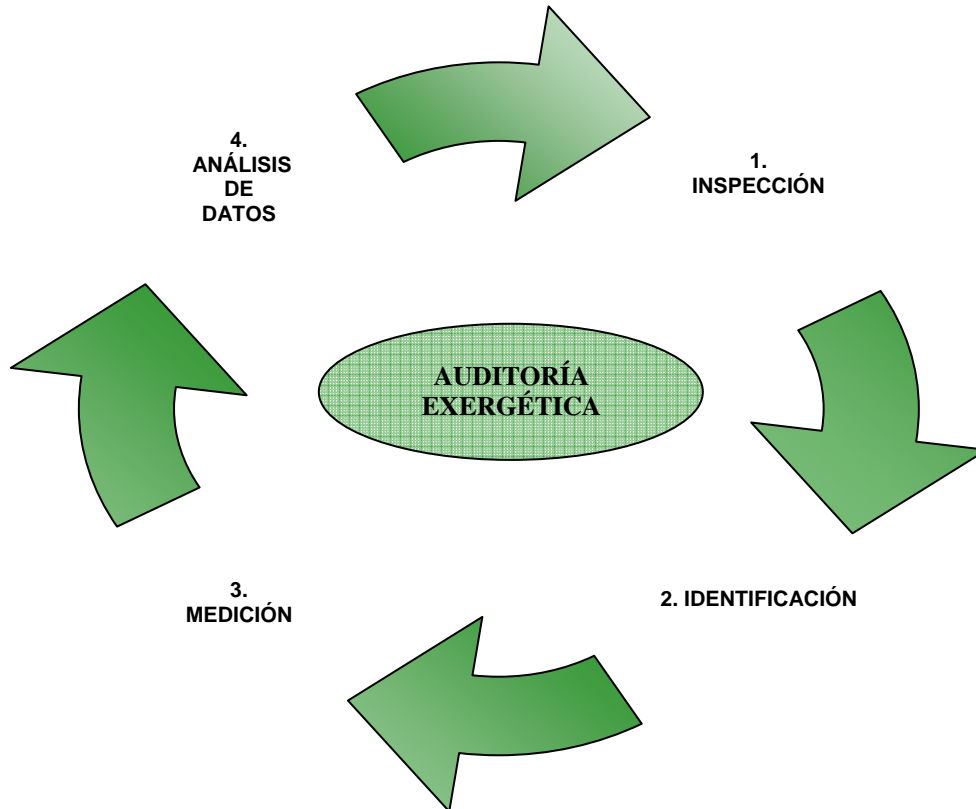 4.
ANÁLISIS
DE
DATOS
1.
INSPECCIÓN
AUDITORÍA
EXERGÉTICA
3.
MEDICIÓN
2. IDENTIFICACIÓN